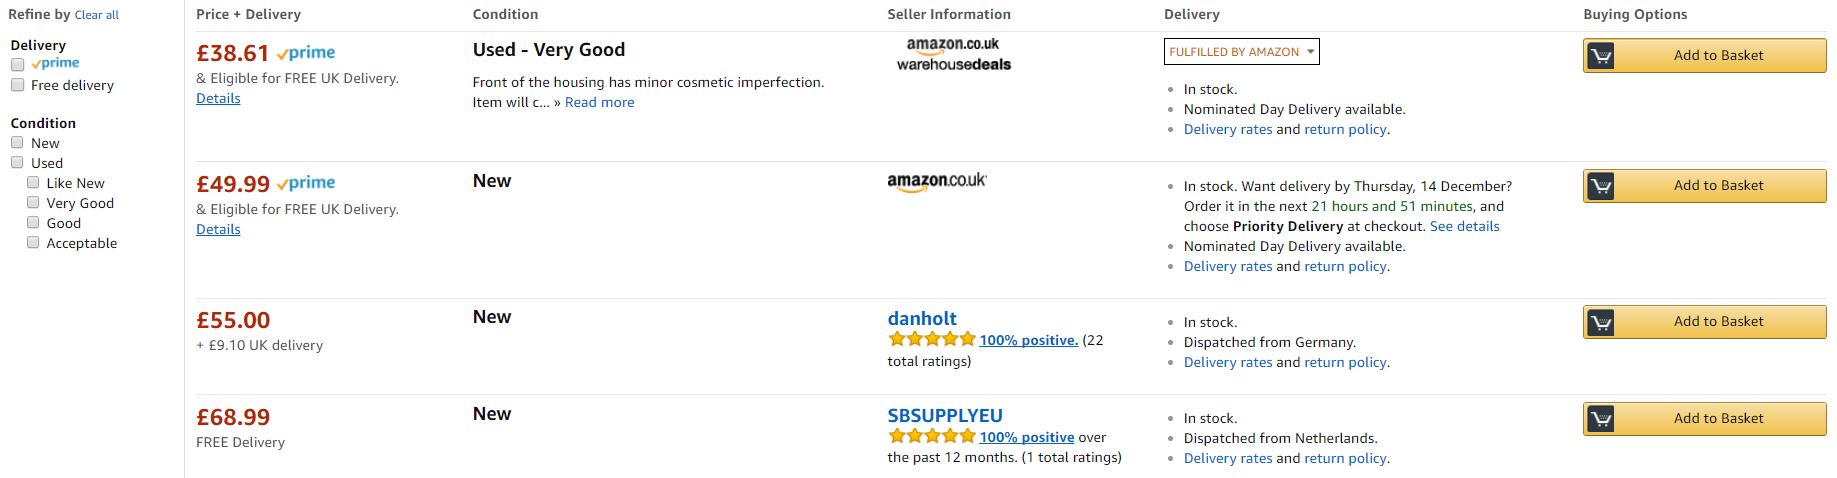 Refine by Clear all
Delivery
prime
Free delivery
Condition
New
Used
Like New
Very Good
Good
Acceptable
Price + Delivery
Condition
Seller Information
Delivery
Buying Options
£38.61 prime
& Eligible for FREE UK Delivery.
Details
Used - Very Good
Front of the housing has minor cosmetic imperfection.
Item will c... » Read more
amazon.co.uk
warehousedeals
FULFILLED BY AMAZON
In stock.
Nominated Day Delivery available.
Delivery rates and return policy.
Add to Basket
£49.99 prime
& Eligible for FREE UK Delivery.
Details
New
amazon.co.uk
In stock. Want delivery by Thursday, 14 December?
Order it in the next 21 hours and 51 minutes, and
choose Priority Delivery at checkout. See details
Nominated Day Delivery available.
Delivery rates and return policy.
Add to Basket
£55.00
+ £9.10 UK delivery
New
danholt
100% positive. (22
total ratings)
In stock.
Dispatched from Germany.
Delivery rates and return policy.
Add to Basket
£68.99
FREE Delivery
New
SBSUPPLYEU
100% positive over
the past 12 months. (1 total ratings)
In stock.
Dispatched from Netherlands.
Delivery rates and return policy.
Add to Basket